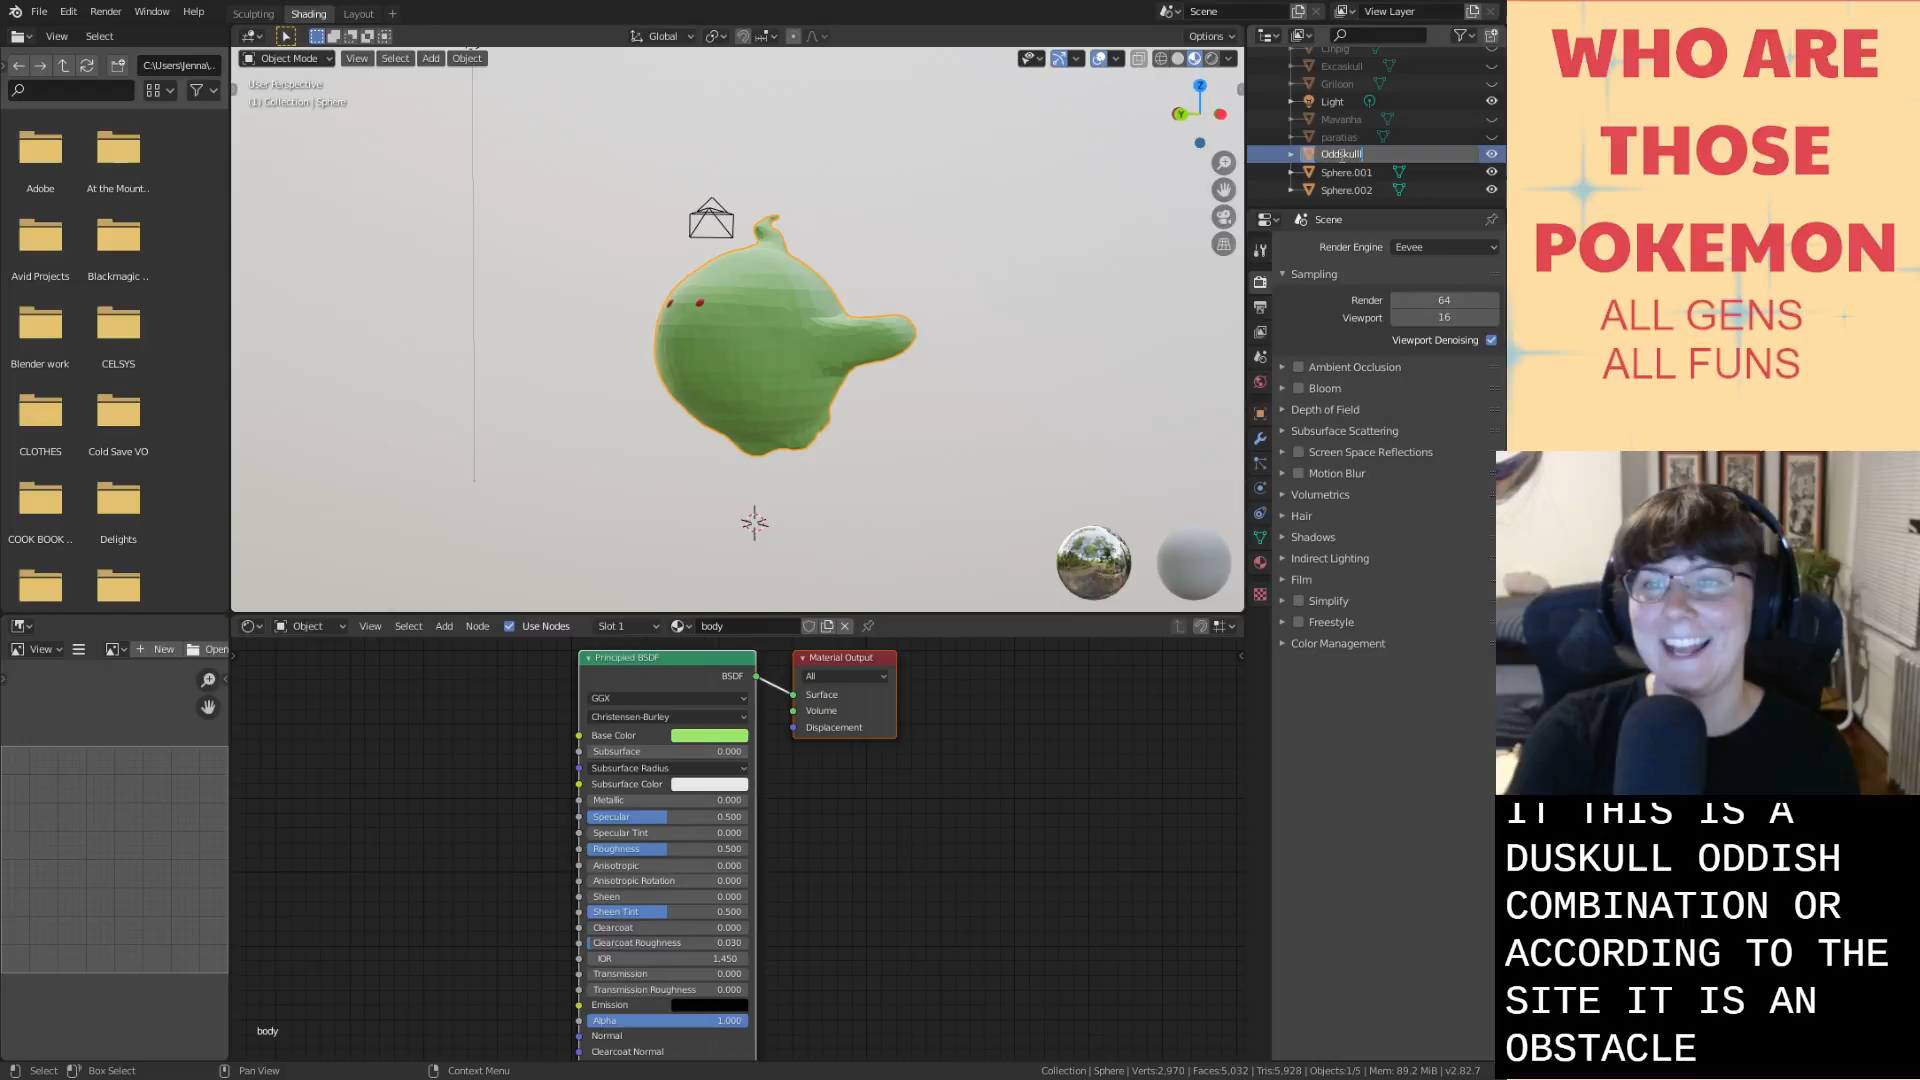 File Edit Render Window Help
Sculpting Shading Layout +
Scene
View Layer
View Select
Global
Options
C:\Users\Jenna\..
Object Mode View Select Add Object
User Perspective
(1) Collection | Sphere
Z
Y
Adobe
At the Mount..
Avid Projects
Blackmagic ..
Blender work
CELSYS
CLOTHES
Cold Save VO
COOK BOOK ..
Delights
Excaskull
Griloon
Light
Mavanha
paratias
Oddskull
Sphere.001
Sphere.002
Scene
Render Engine Eevee
Sampling
Render 64
Viewport 16
Viewport Denoising
Ambient Occlusion
Bloom
Depth of Field
Subsurface Scattering
Screen Space Reflections
Motion Blur
Volumetrics
Hair
Shadows
Indirect Lighting
Film
Simplify
Freestyle
Color Management
View New Open
Object View Select Add Node Use Nodes Slot 1 body
Principled BSDF
BSDF
GGX
Christensen-Burley
Base Color
Subsurface 0.000
Subsurface Radius
Subsurface Color
Metallic 0.000
Specular 0.500
Specular Tint 0.000
Roughness 0.500
Anisotropic 0.000
Anisotropic Rotation 0.000
Sheen 0.000
Sheen Tint 0.500
Clearcoat 0.000
Clearcoat Roughness 0.030
IOR 1.450
Transmission 0.000
Transmission Roughness 0.000
Emission
Alpha 1.000
Normal
Clearcoat Normal
Material Output
All
Surface
Volume
Displacement
body
Select Box Select Pan View Context Menu
Collection | Sphere | Verts:2,970 | Faces:5,032 | Tris:5,928 | Objects:1/5 | Mem: 89.2 MiB | v2.82.7
WHO ARE
THOSE
POKEMON
ALL GENS
ALL FUNS
IT THIS IS A
DUSKULL ODDISH
COMBINATION OR
ACCORDING TO THE
SITE IT IS AN
OBSTACLE